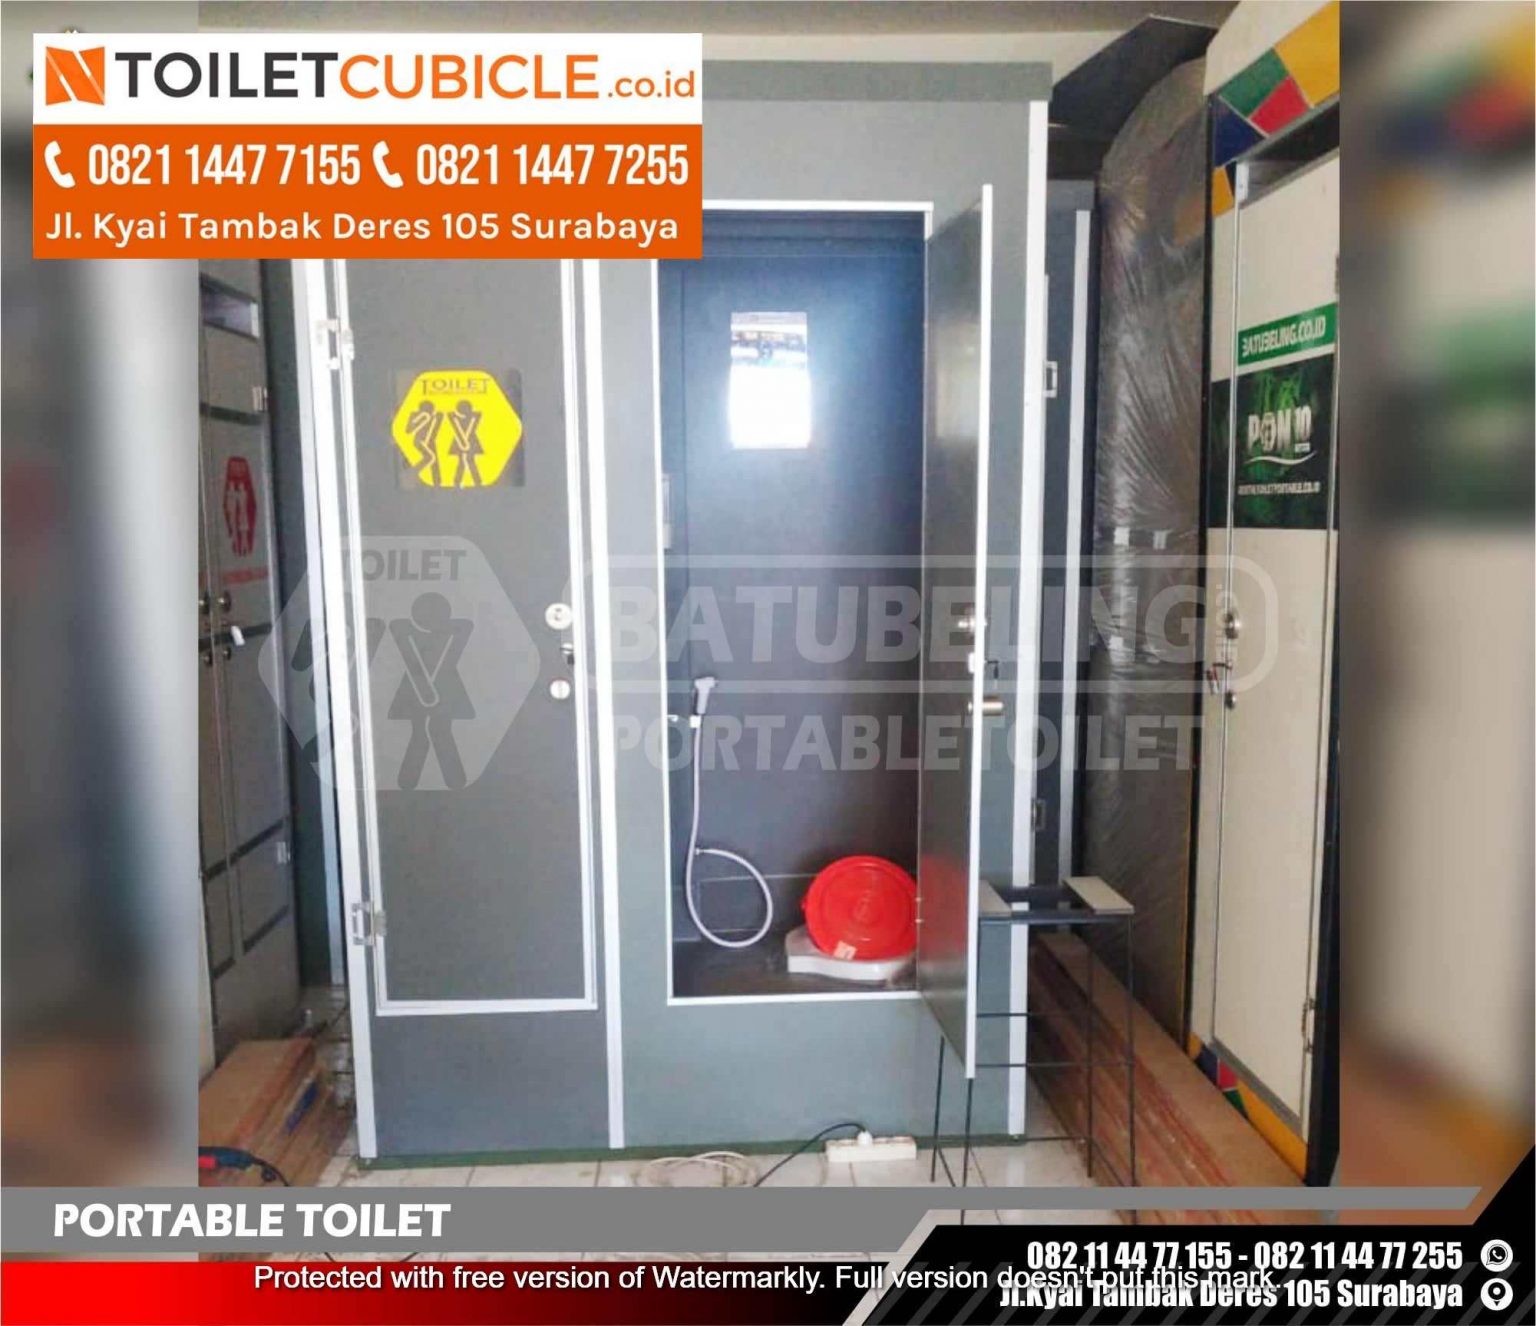 TOILETCUBICLE.co.id
0821 1447 7155 0821 1447 7255
Jl. Kyai Tambak Deres 105 Surabaya
TOILET
BATUBELING.CO.ID
TOILET
BATUBELING
PORTABLETOILET
PORTABLE TOILET
082 11 44 77 155 - 082 11 44 77 255
Jl.Kyai Tambak Deres 105 Surabaya
Protected with free version of Watermarkly. Full version doesn't put this mark.